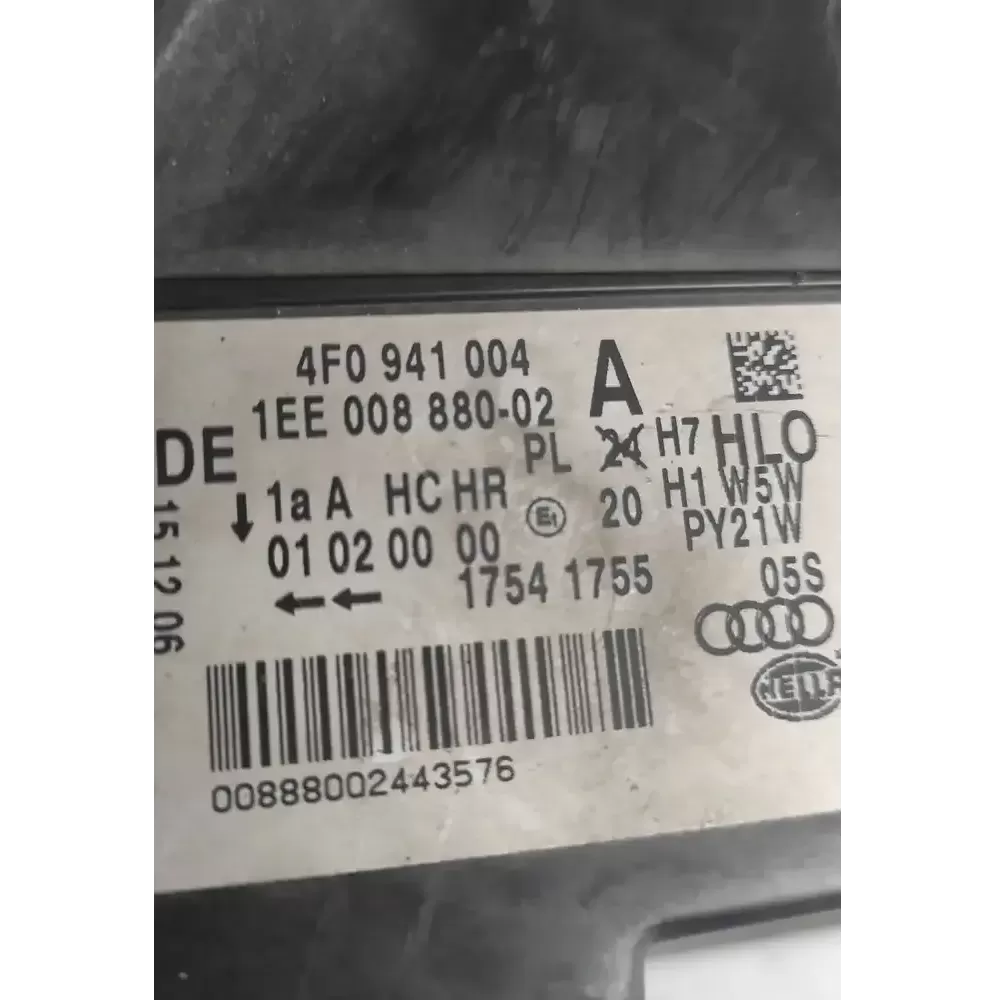 4F0 941 004 A
1EE 008 880-02
DE PL 24 H7 HLO
1a A HC HR E1 20 H1 W5W
PY21W
01 02 00 00
1754 1755 05S
15 12 06
HELLA
00888002443576